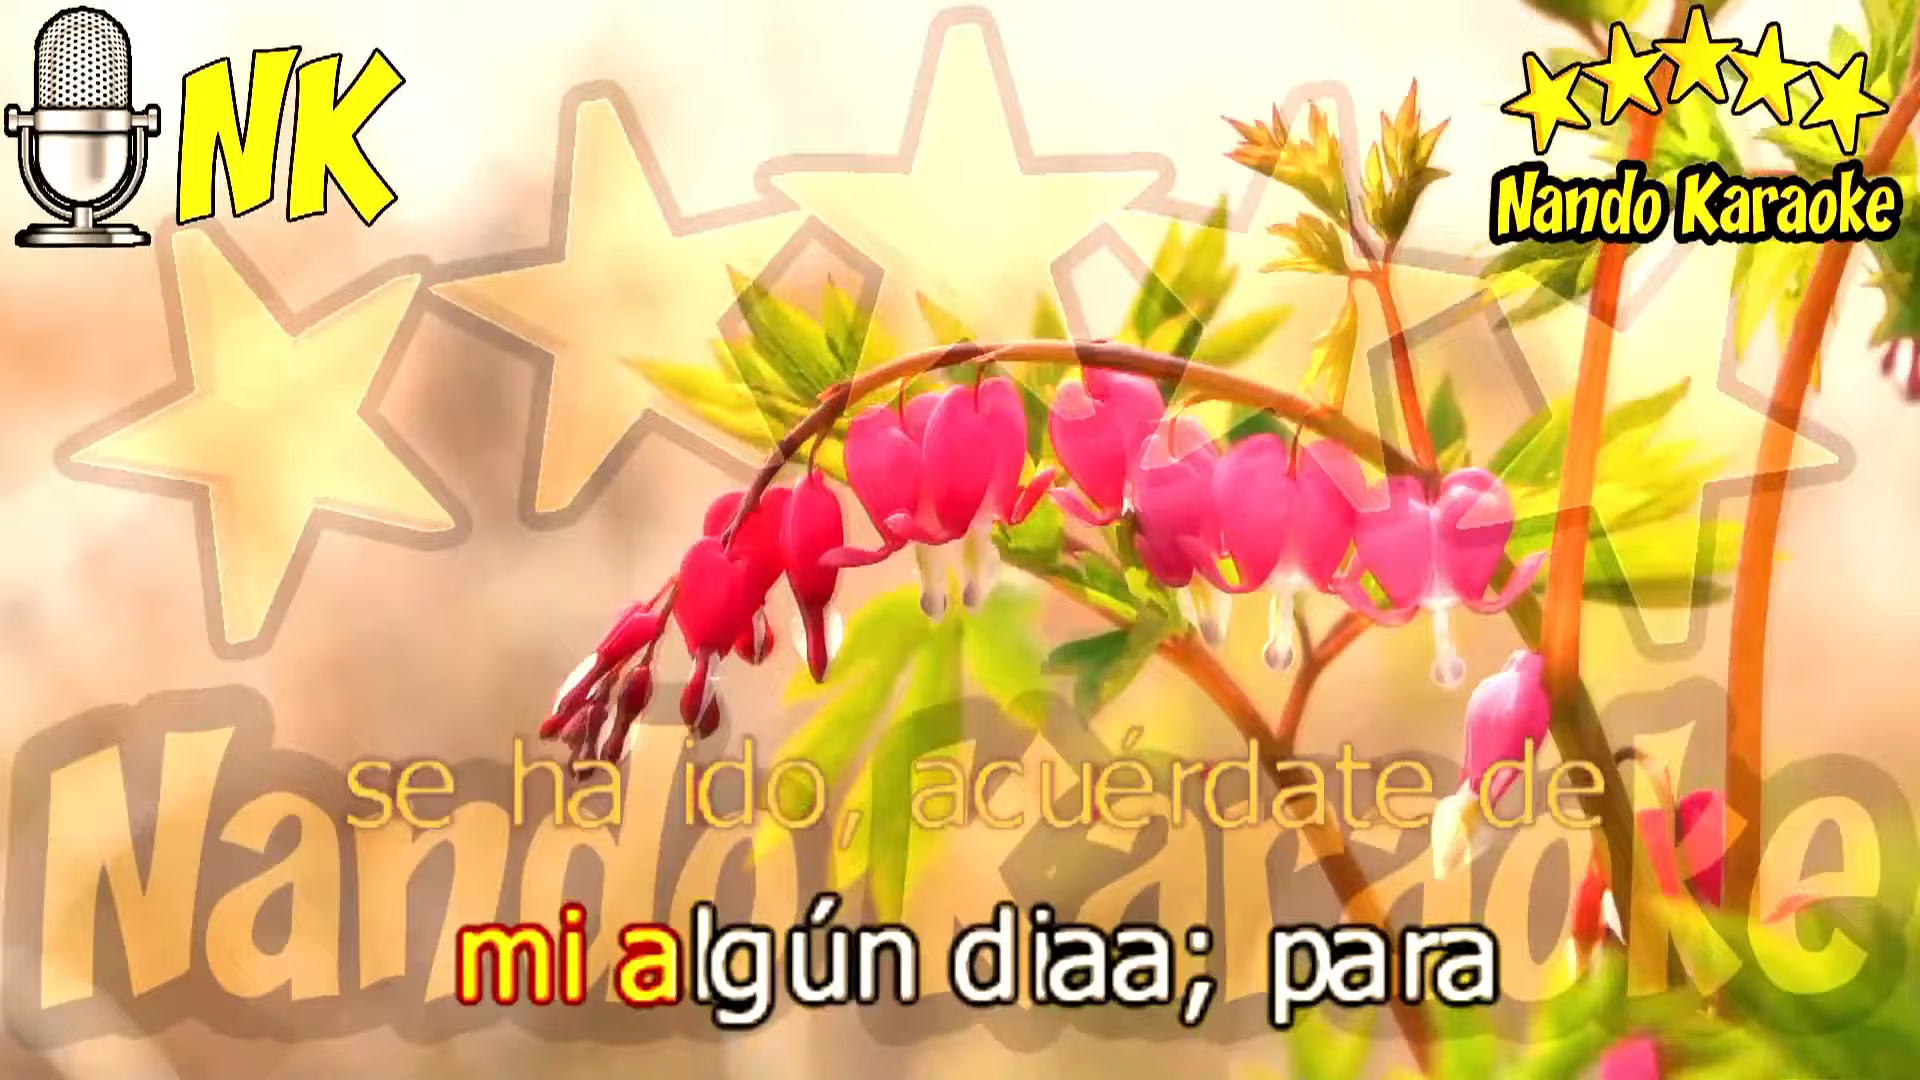 NK
Nando Karaoke
se ha ido, acuérdate de
mi algún diaa; para
Nando Karaoke